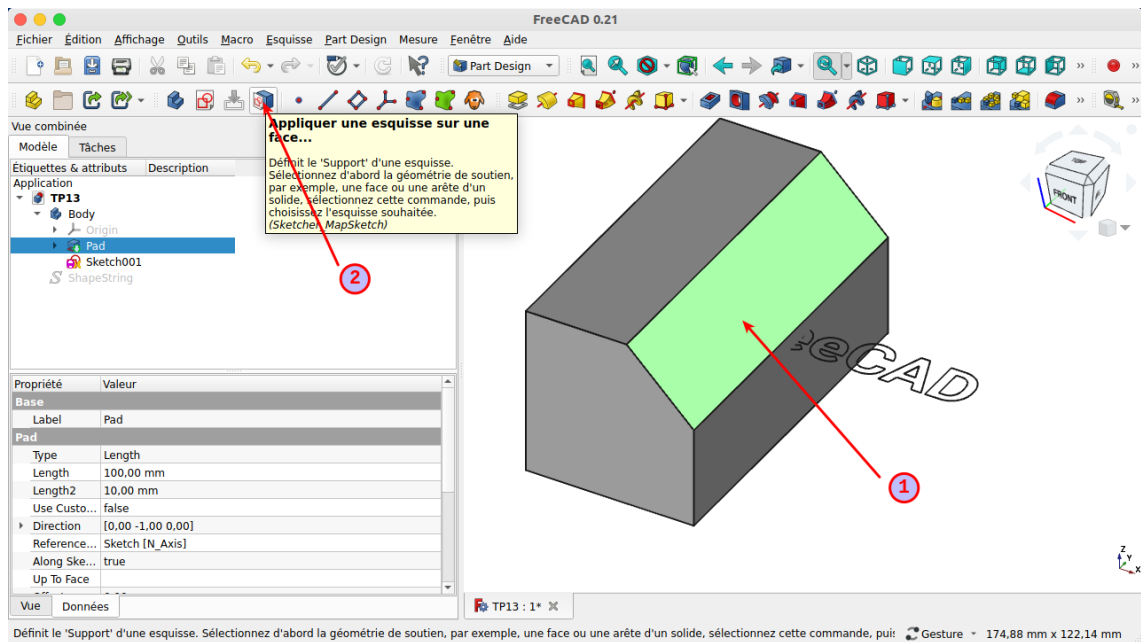 FreeCAD 0.21
Fichier Édition Affichage Outils Macro Esquisse Part Design Mesure Fenêtre Aide
Part Design
»
»
»
»
Vue combinée
Modèle Tâches
Étiquettes & attributs Description
Application
TP13
Body
Origin
Pad
Sketch001
ShapeString
Appliquer une esquisse sur une
face...
Définit le 'Support' d'une esquisse.
Sélectionnez d'abord la géométrie de soutien,
par exemple, une face ou une arête d'un
solide, sélectionnez cette commande, puis
choisissez l'esquisse souhaitée.
(Sketcher_MapSketch)
2
1
eeCAD
TOP
FRONT
Z
Y
X
Propriété Valeur
Base
Label Pad
Pad
Type Length
Length 100,00 mm
Length2 10,00 mm
Use Custo... false
Direction [0,00 -1,00 0,00]
Reference... Sketch [N_Axis]
Along Ske... true
Up To Face
Vue Données
TP13 : 1*
Définit le 'Support' d'une esquisse. Sélectionnez d'abord la géométrie de soutien, par exemple, une face ou une arête d'un solide, sélectionnez cette commande, puis Gesture 174,88 mm x 122,14 mm